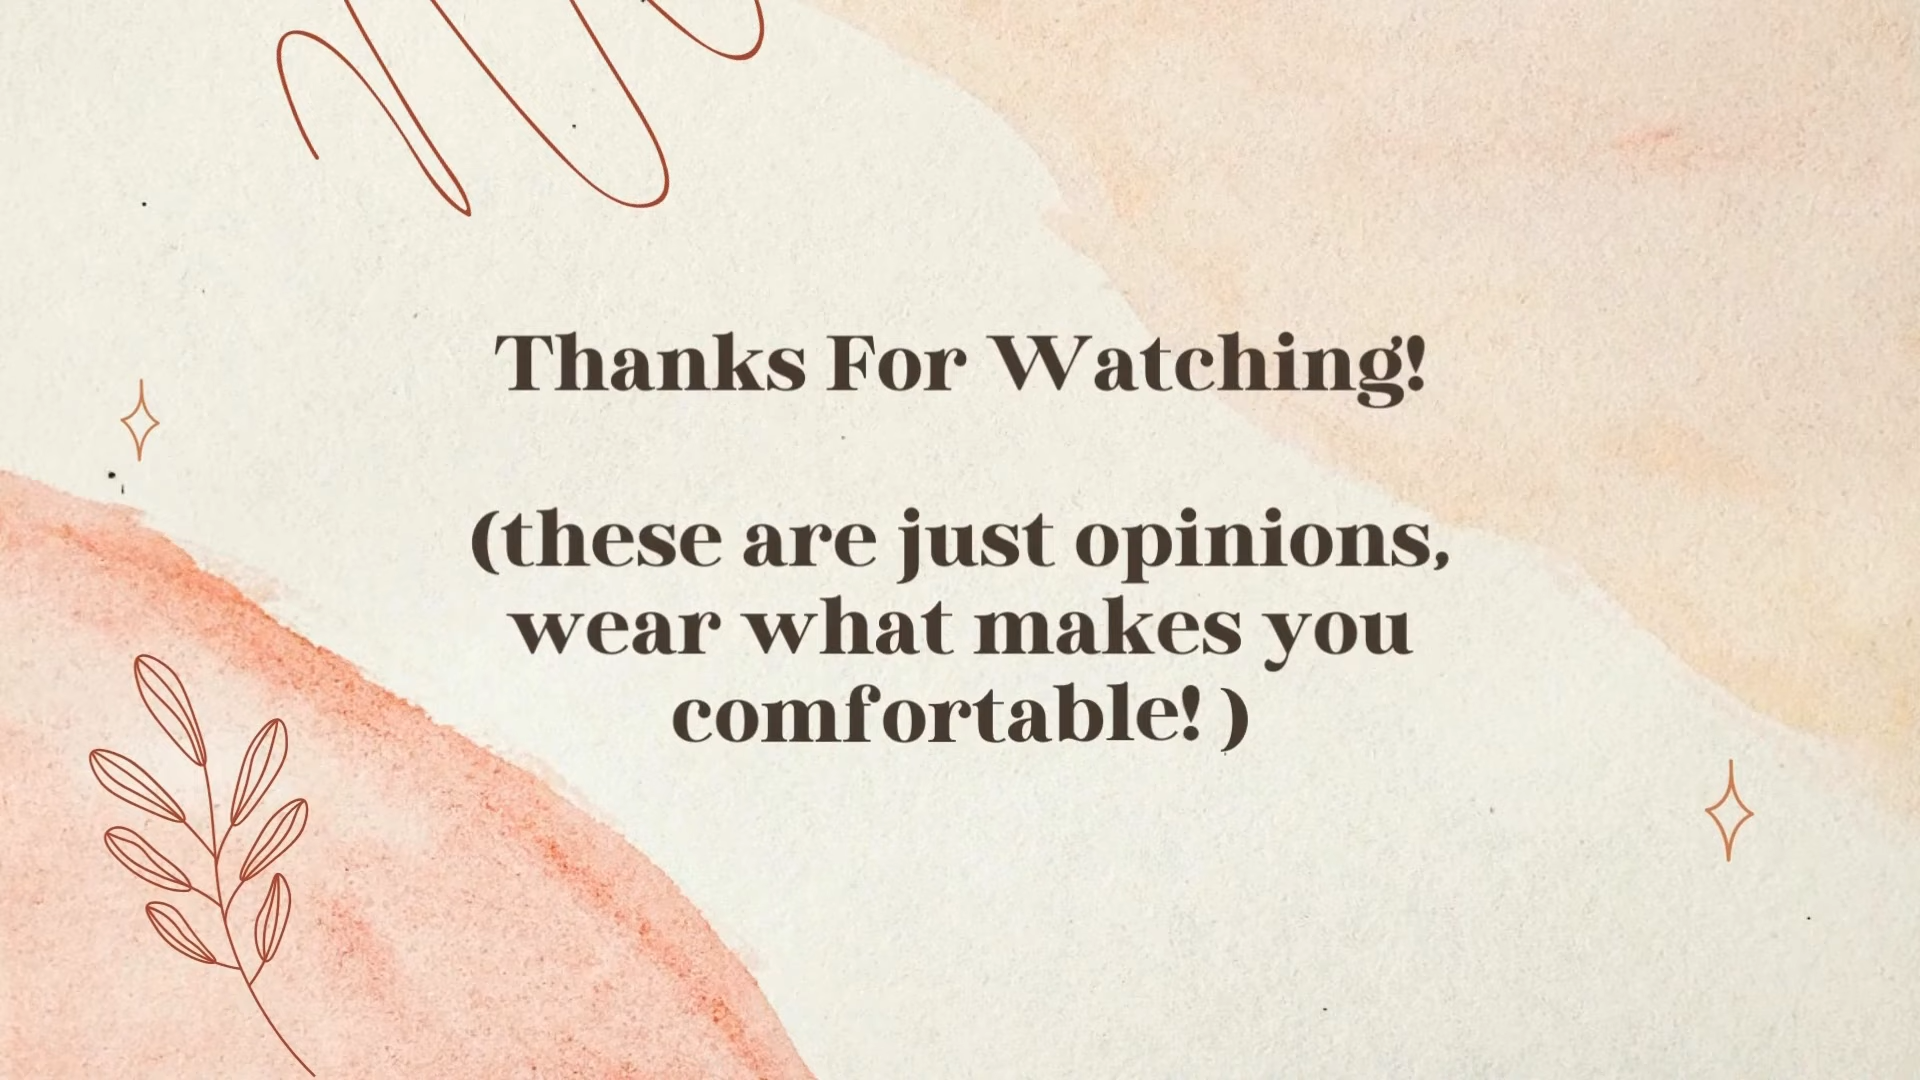 Thanks For Watching!
(these are just opinions,
wear what makes you
comfortable! )